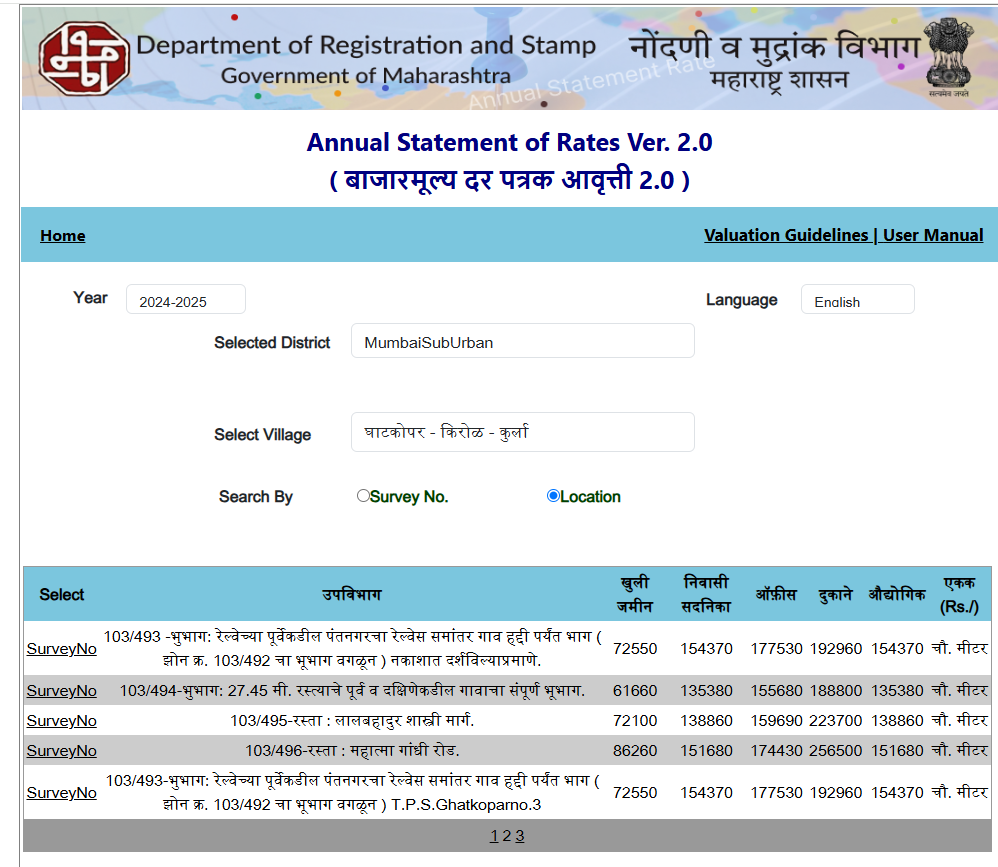 Department of Registration and Stamp
Government of Maharashtra
नोंदणी व मुद्रांक विभाग
महाराष्ट्र शासन
सत्यमेव जयते
Annual Statement Rate
Annual Statement of Rates Ver. 2.0
( बाजारमूल्य दर पत्रक आवृत्ती 2.0 )
Home Valuation Guidelines | User Manual
Year 2024-2025 Language English
Selected District MumbaiSubUrban
Select Village घाटकोपर - किरोळ - कुर्ला
Search By Survey No. Location
Select उपविभाग खुली जमीन निवासी सदनिका ऑफ़ीस दुकाने औद्योगिक एकक (Rs./)
SurveyNo 103/493 -भुभाग: रेल्वेच्या पूर्वेकडील पंतनगरचा रेल्वेस समांतर गाव हद्दी पर्यंत भाग ( झोन क्र. 103/492 चा भूभाग वगळून ) नकाशात दर्शविल्याप्रमाणे. 72550 154370 177530 192960 154370 चौ. मीटर
SurveyNo 103/494-भुभाग: 27.45 मी. रस्त्याचे पूर्व व दक्षिणेकडील गावाचा संपूर्ण भूभाग. 61660 135380 155680 188800 135380 चौ. मीटर
SurveyNo 103/495-रस्ता : लालबहादुर शास्त्री मार्ग. 72100 138860 159690 223700 138860 चौ. मीटर
SurveyNo 103/496-रस्ता : महात्मा गांधी रोड. 86260 151680 174430 256500 151680 चौ. मीटर
SurveyNo 103/493-भुभाग: रेल्वेच्या पूर्वेकडील पंतनगरचा रेल्वेस समांतर गाव हद्दी पर्यंत भाग ( झोन क्र. 103/492 चा भूभाग वगळून ) T.P.S.Ghatkoparno.3 72550 154370 177530 192960 154370 चौ. मीटर
1 2 3